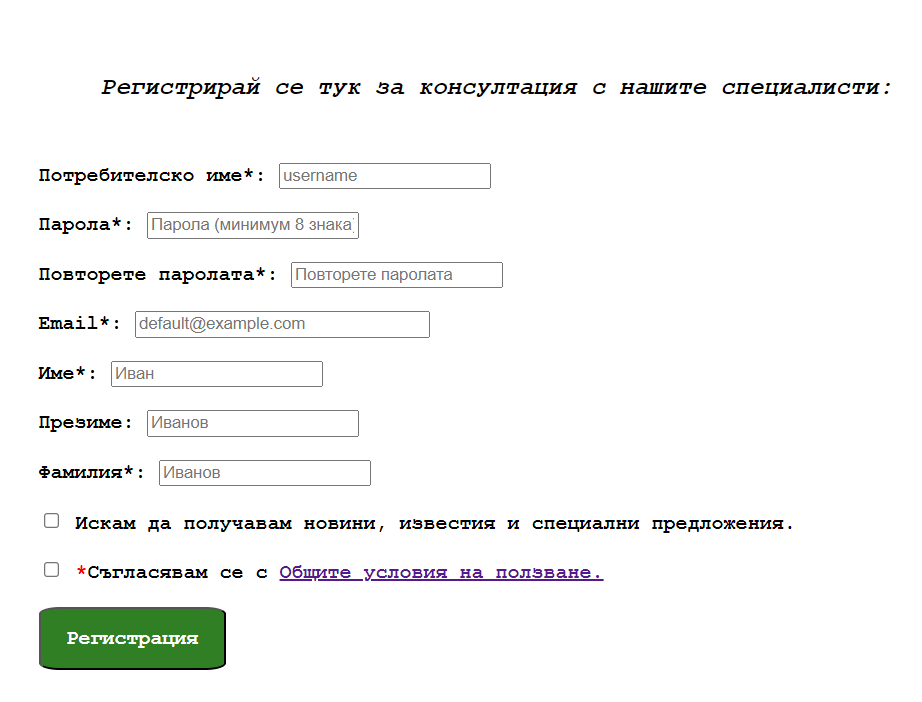 Регистрирай се тук за консултация с нашите специалисти:
Потребителско име*: username
Парола*: Парола (минимум 8 знака)
Повторете паролата*: Повторете паролата
Email*: default@example.com
Име*: Иван
Презиме: Иванов
Фамилия*: Иванов
Искам да получавам новини, известия и специални предложения.
*Съгласявам се с Общите условия на ползване.
Регистрация